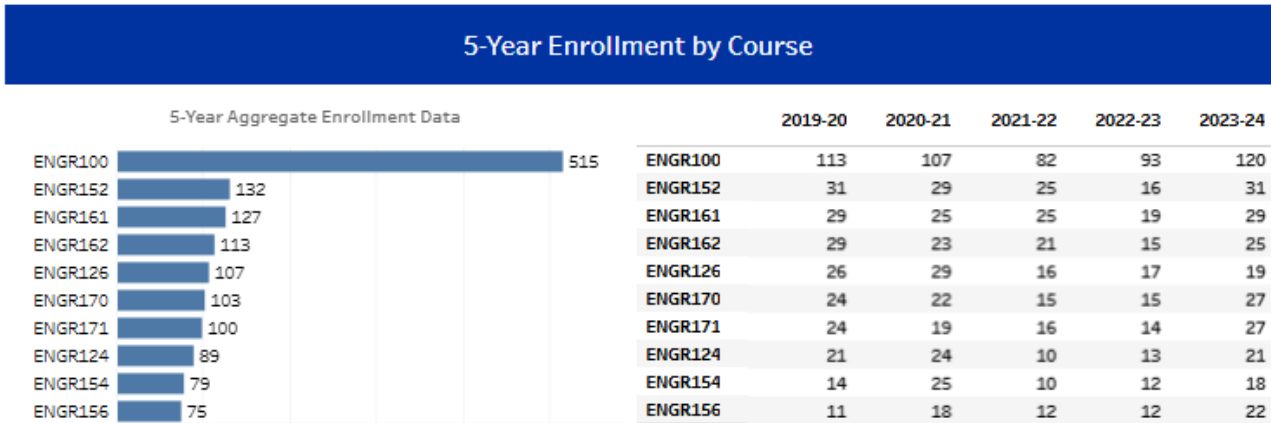 5-Year Enrollment by Course
5-Year Aggregate Enrollment Data
ENGR100 515
ENGR152 132
ENGR161 127
ENGR162 113
ENGR126 107
ENGR170 103
ENGR171 100
ENGR124 89
ENGR154 79
ENGR156 75
2019-20 2020-21 2021-22 2022-23 2023-24
ENGR100 113 107 82 93 120
ENGR152 31 29 25 16 31
ENGR161 29 25 25 19 29
ENGR162 29 23 21 15 25
ENGR126 26 29 16 17 19
ENGR170 24 22 15 15 27
ENGR171 24 19 16 14 27
ENGR124 21 24 10 13 21
ENGR154 14 25 10 12 18
ENGR156 11 18 12 12 22